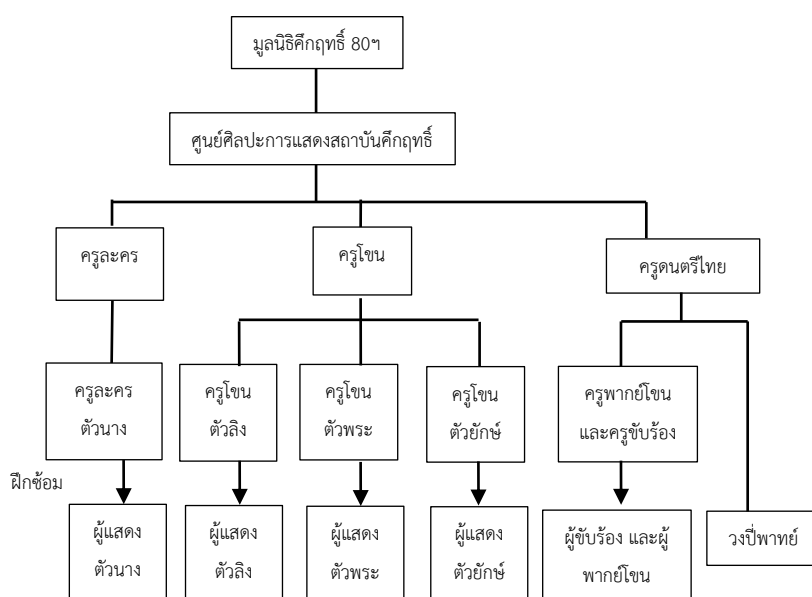 มูลนิธิคึกฤทธิ์ 80ฯ
ศูนย์ศิลปะการแสดงสถาบันคึกฤทธิ์
ครูละคร
ครูโขน
ครูดนตรีไทย
ครูละคร
ตัวนาง
ครูโขน
ตัวลิง
ครูโขน
ตัวพระ
ครูโขน
ตัวยักษ์
ครูพากย์โขน
และครูขับร้อง
ฝึกซ้อม
ผู้แสดง
ตัวนาง
ผู้แสดง
ตัวลิง
ผู้แสดง
ตัวพระ
ผู้แสดง
ตัวยักษ์
ผู้ขับร้อง และผู้
พากย์โขน
วงปี่พาทย์